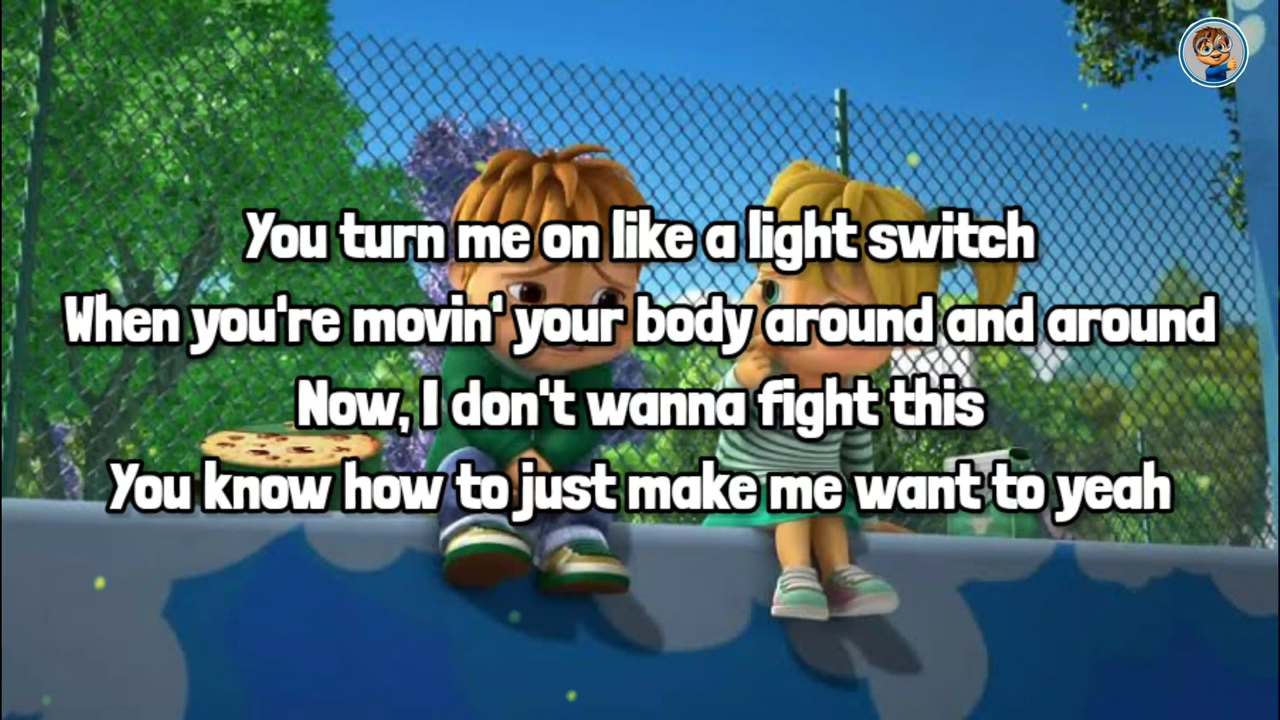 You turn me on like a light switch
When you're movin' your body around and around
Now, I don't wanna fight this
You know how to just make me want to yeah